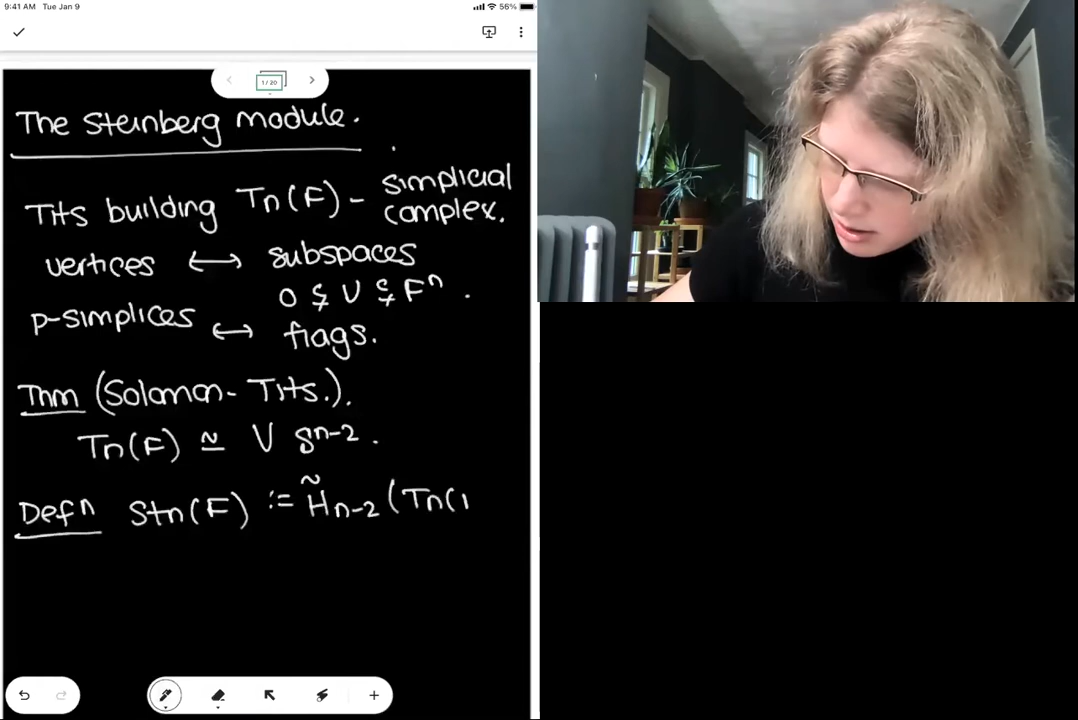 9:41 AM Tue Jan 9
56%
1 / 20
The Steinberg module.
Tits building Tn(F) – simplicial complex.
vertices ↔ subspaces
0 ⊊ V ⊊ Fⁿ.
p-simplices ↔ flags.
Thm (Solomon-Tits.).
Tn(F) ≃ ∨ Sⁿ⁻².
Defⁿ Stn(F) := H̃n-2 (Tn(